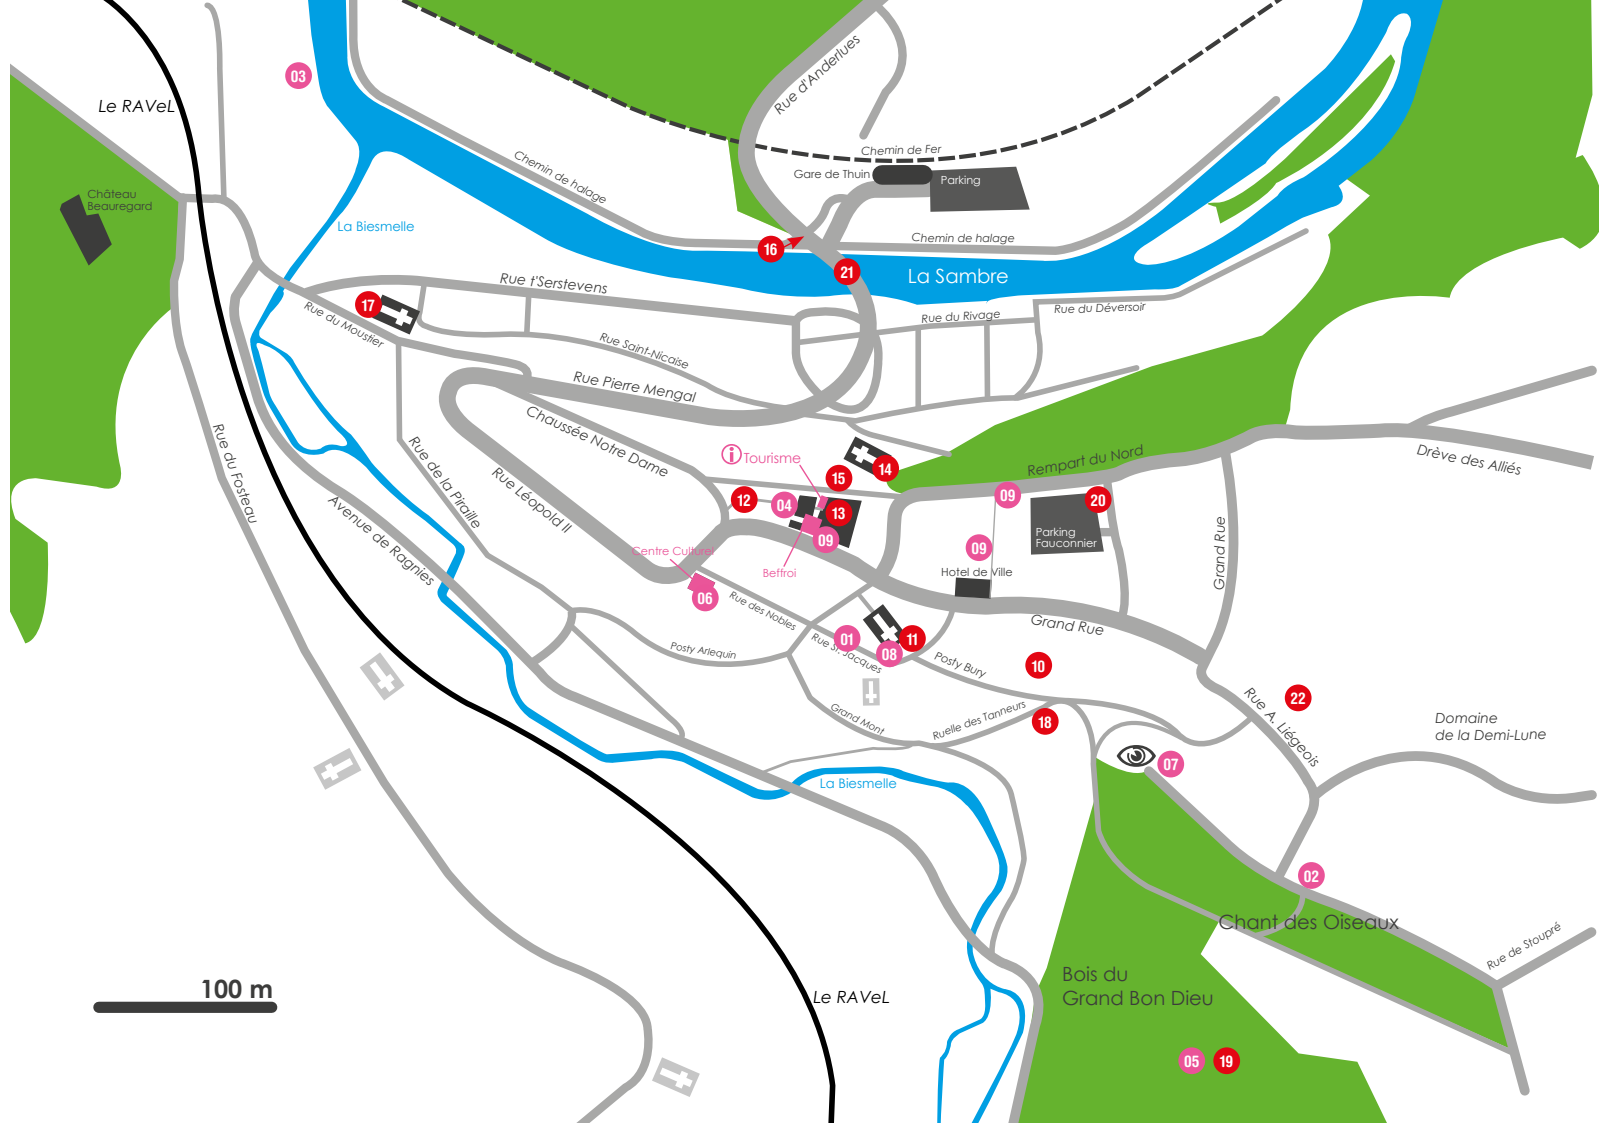 03
Rue d'Anderlues
Le RAVeL
Chemin de Fer
Chemin de halage
Gare de Thuin
Parking
Château
Beauregard
La Biesmelle
16
Chemin de halage
21
La Sambre
Rue t'Serstevens
17
Rue du Moustier
Rue du Rivage
Rue du Déversoir
Rue Saint-Nicaise
Rue Pierre Mengal
Chaussée Notre Dame
Tourisme
14
15
Rempart du Nord
Drève des Alliés
Rue du Fosteau
Rue de la Piraille
Rue Léopold II
12
04
13
09
20
Avenue de Ragnies
09
Parking
Fauconnier
Grand Rue
Centre Culturel
09
Beffroi
Hotel de Ville
06
Rue des Nobles
Grand Rue
01
Rue St. Jacques
11
08
Posty Arlequin
Posty Bury
10
22
Rue A. Liégeois
Grand Mont
Ruelle des Tanneurs
18
Domaine
de la Demi-Lune
07
La Biesmelle
02
Chant des Oiseaux
Rue de Stoupré
Bois du
Grand Bon Dieu
100 m
Le RAVeL
05
19